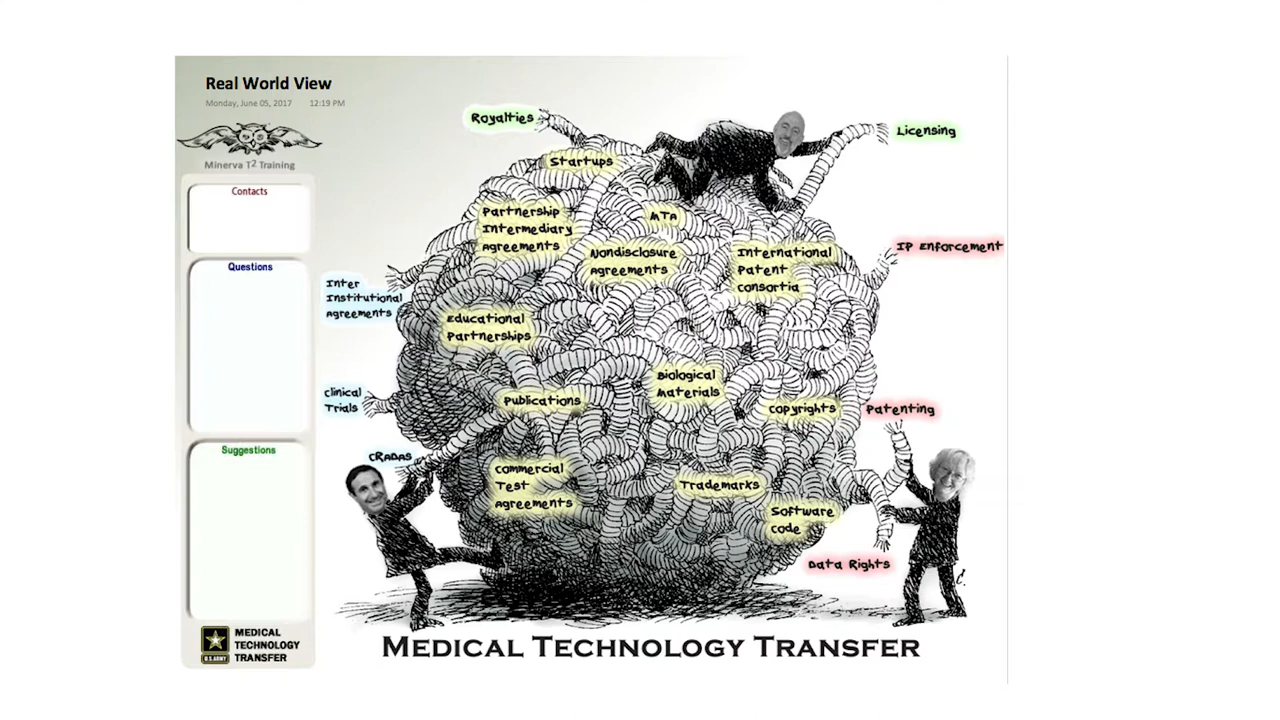 Real World View
Monday, June 05, 2017 12:19 PM
Minerva T2 Training
Contacts
Questions
Suggestions
U.S. ARMY
MEDICAL
TECHNOLOGY
TRANSFER
Royalties
Licensing
Startups
Partnership
Intermediary
Agreements
MTA
Nondisclosure
Agreements
International
Patent
Consortia
IP Enforcement
Inter
Institutional
Agreements
Educational
Partnerships
Biological
Materials
Clinical
Trials
Publications
Copyrights
Patenting
CRADAS
Commercial
Test
Agreements
Trademarks
Software
Code
Data Rights
MEDICAL TECHNOLOGY TRANSFER